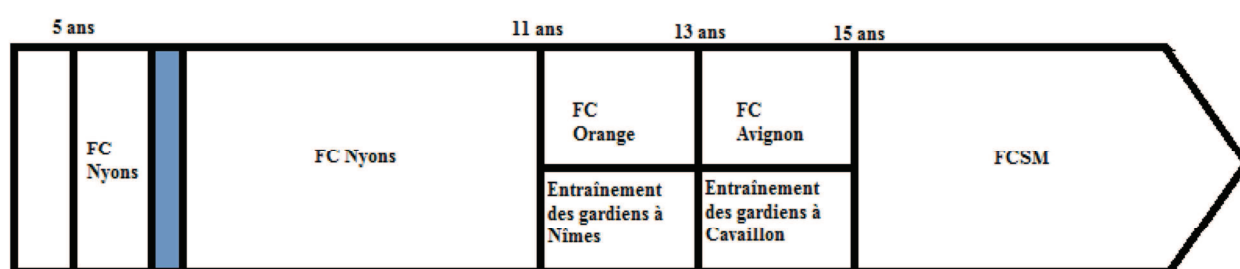 5 ans
11 ans
13 ans
15 ans
FC
Nyons
FC Nyons
FC
Orange
FC
Avignon
FCSM
Entraînement
des gardiens à
Nîmes
Entraînement
des gardiens à
Cavaillon